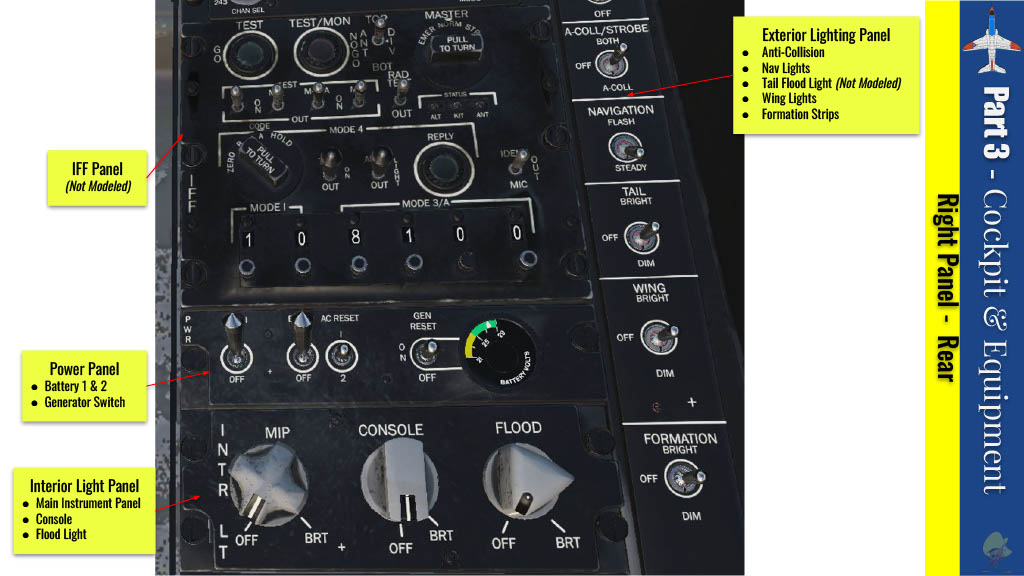 243
CHAN SEL
TEST
TEST/MON
TOP
MASTER
EMER NORM STBY
PULL
TO TURN
GO
NOGO
ANT
DIV
BOT
TEST
ON
ON
OUT
RAD
OUT
STATUS
ALT KIT ANT
CODE
HOLD
A
B
ZERO
PULL
TO TURN
MODE 4
ON
OUT
LIGHT
OUT
REPLY
IDENT
OUT
MIC
IFF
MODE I
MODE 3/A
1 0 8 1 0 0
OFF
A-COLL/STROBE
BOTH
OFF
A-COLL
NAVIGATION
FLASH
STEADY
TAIL
BRIGHT
OFF
DIM
WING
BRIGHT
OFF
DIM
FORMATION
BRIGHT
OFF
DIM
PWR
OFF
OFF
AC RESET
1
2
GEN
RESET
ON
OFF
21
25
29
BATTERY VOLTS
INTR LT
MIP
OFF
BRT
CONSOLE
OFF
BRT
FLOOD
OFF
BRT
IFF Panel
(Not Modeled)
Power Panel
● Battery 1 & 2
● Generator Switch
Interior Light Panel
● Main Instrument Panel
● Console
● Flood Light
Exterior Lighting Panel
● Anti-Collision
● Nav Lights
● Tail Flood Light (Not Modeled)
● Wing Lights
● Formation Strips
Part 3 - Cockpit & Equipment
Right Panel - Rear